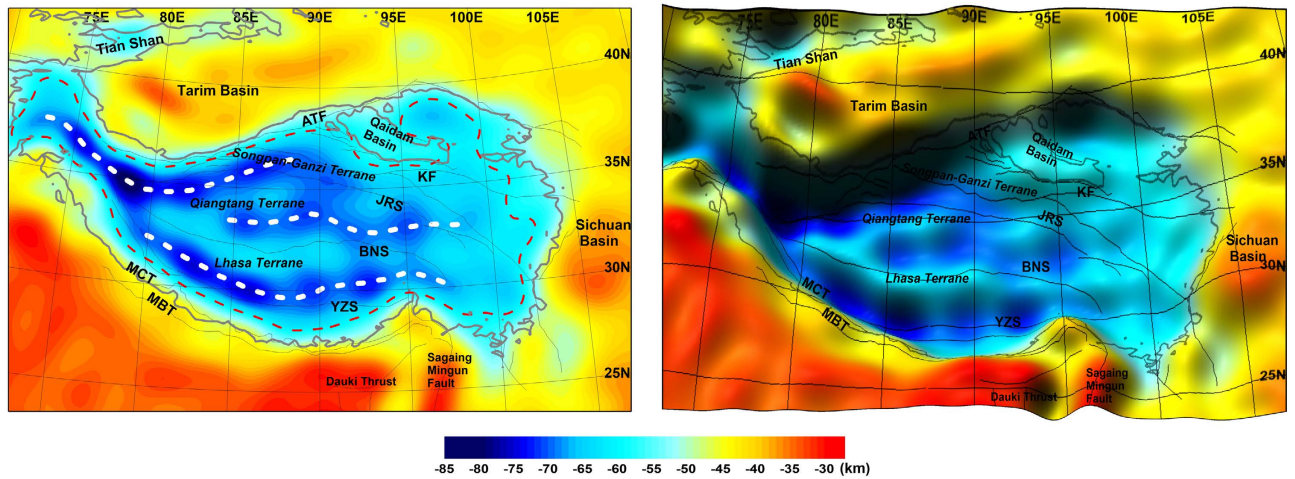 75E 80E 85E 90E 95E 100E 105E
Tian Shan
40N
Tarim Basin
ATF
Qaidam
Basin
Songpan-Ganzi Terrane
35N
KF
Qiangtang Terrane
JRS
Sichuan
Basin
BNS
Lhasa Terrane
30N
MCT
MBT
YZS
Sagaing
Mingun
Fault
Dauki Thrust
25N
75E 80E 85E 90E 95E 100E 105E
Tian Shan
40N
Tarim Basin
ATF
Qaidam
Basin
35N
Songpan-Ganzi Terrane
KF
Qiangtang Terrane
JRS
Sichuan
Basin
BNS
30N
Lhasa Terrane
MCT
MBT
YZS
Sagaing
Mingun
Fault
25N
Dauki Thrust
-85 -80 -75 -70 -65 -60 -55 -50 -45 -40 -35 -30 (km)